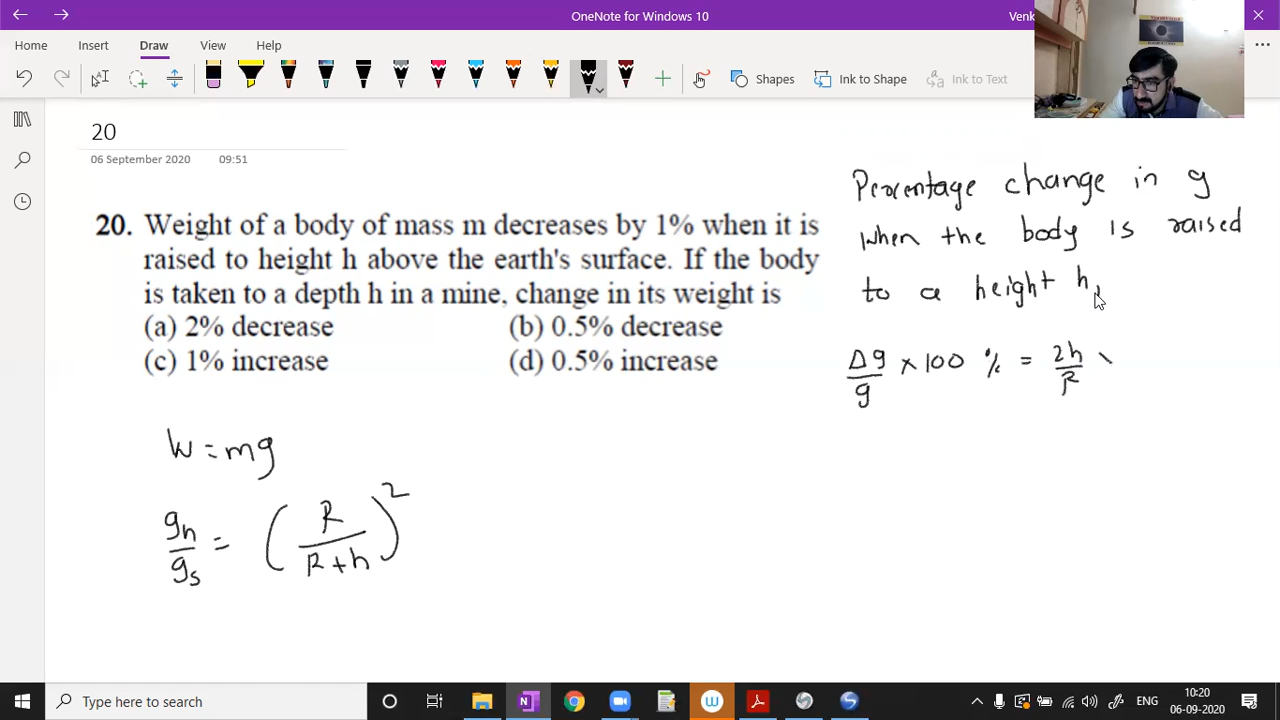 OneNote for Windows 10
Venk
Home Insert Draw View Help
Shapes
Ink to Shape
Ink to Text
20
06 September 2020 09:51
20. Weight of a body of mass m decreases by 1% when it is
raised to height h above the earth's surface. If the body
is taken to a depth h in a mine, change in its weight is
(a) 2% decrease (b) 0.5% decrease
(c) 1% increase (d) 0.5% increase
W = mg
gh/gs = (R/R+h)²
Percentage change in g
when the body is raised
to a height h,
Δg/g × 100 % = 2h/R
Type here to search
ENG
10:20
06-09-2020